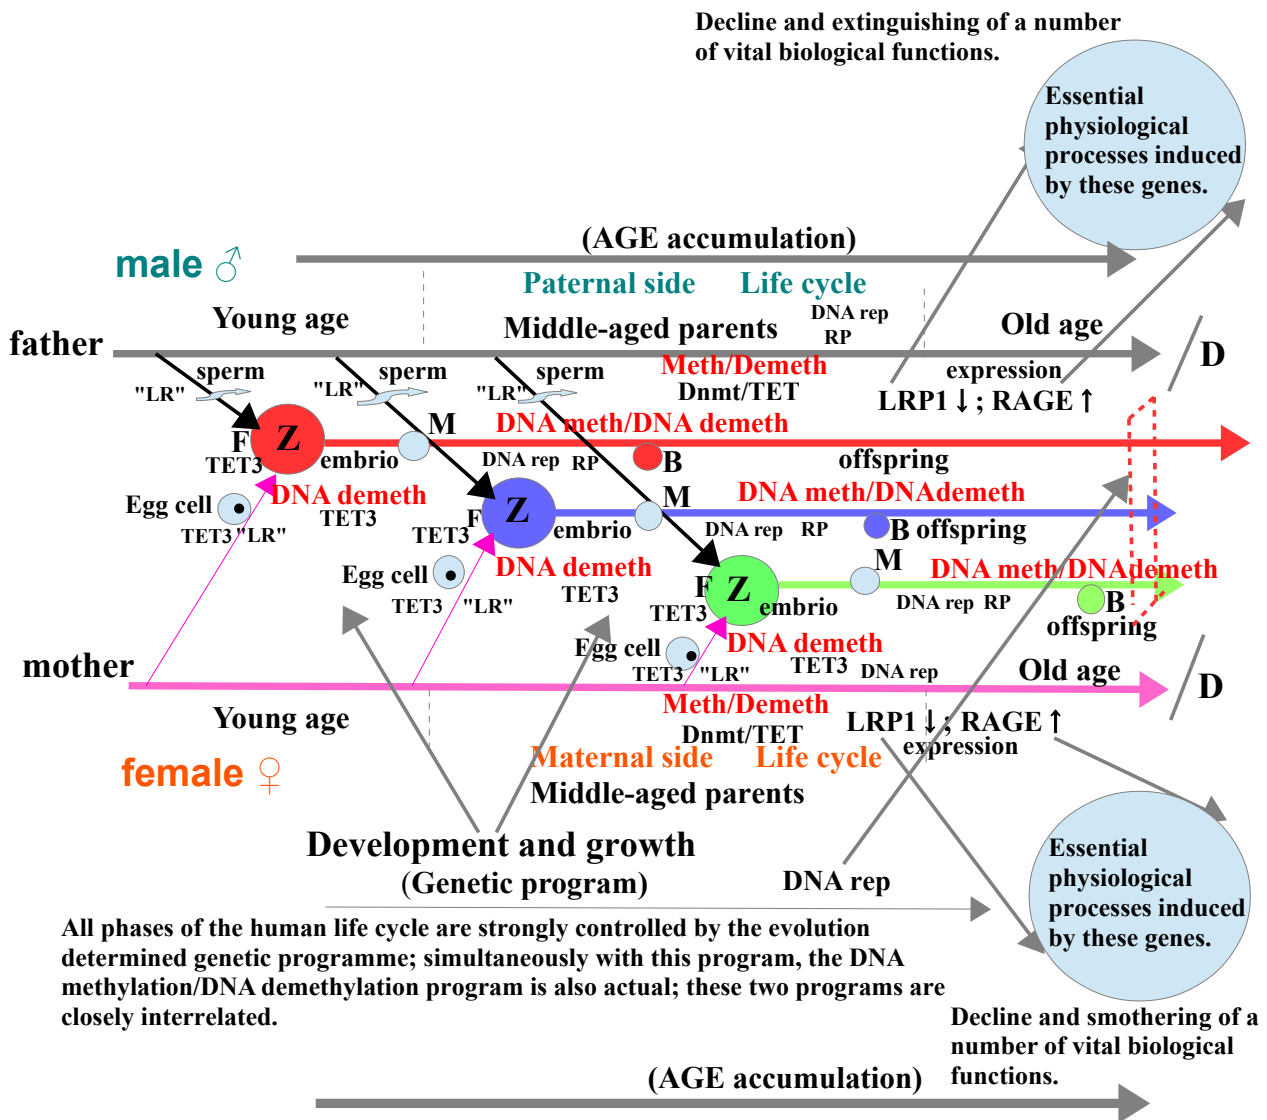 Decline and extinguishing of a number
of vital biological functions.
Essential
physiological
processes induced
by these genes.
(AGE accumulation)
male ♂
Paternal side Life cycle
Young age
Middle-aged parents
DNA rep
RP
Old age
father
D
Meth/Demeth
Dnmt/TET
expression
LRP1 ↓ ; RAGE ↑
sperm
"LR"
sperm
"LR"
sperm
"LR"
F
Z
TET3
embrio
M
DNA meth/DNA demeth
DNA rep RP
B
offspring
Egg cell
TET3 "LR"
DNA demeth
TET3
F
Z
TET3
embrio
M
DNA meth/DNAdemeth
DNA rep RP
B offspring
Egg cell
TET3 "LR"
DNA demeth
TET3
F
Z
TET3
embrio
M
DNA meth/DNAdemeth
DNA rep RP
B
offspring
Egg cell
TET3 "LR"
DNA demeth
TET3 DNA rep
mother
Old age
D
Young age
Meth/Demeth
Dnmt/TET
LRP1 ↓ ; RAGE ↑
expression
female ♀
Maternal side Life cycle
Middle-aged parents
Development and growth
(Genetic program)
DNA rep
Essential
physiological
processes induced
by these genes.
All phases of the human life cycle are strongly controlled by the evolution
determined genetic programme; simultaneously with this program, the DNA
methylation/DNA demethylation program is also actual; these two programs are
closely interrelated.
Decline and smothering of a
number of vital biological
functions.
(AGE accumulation)